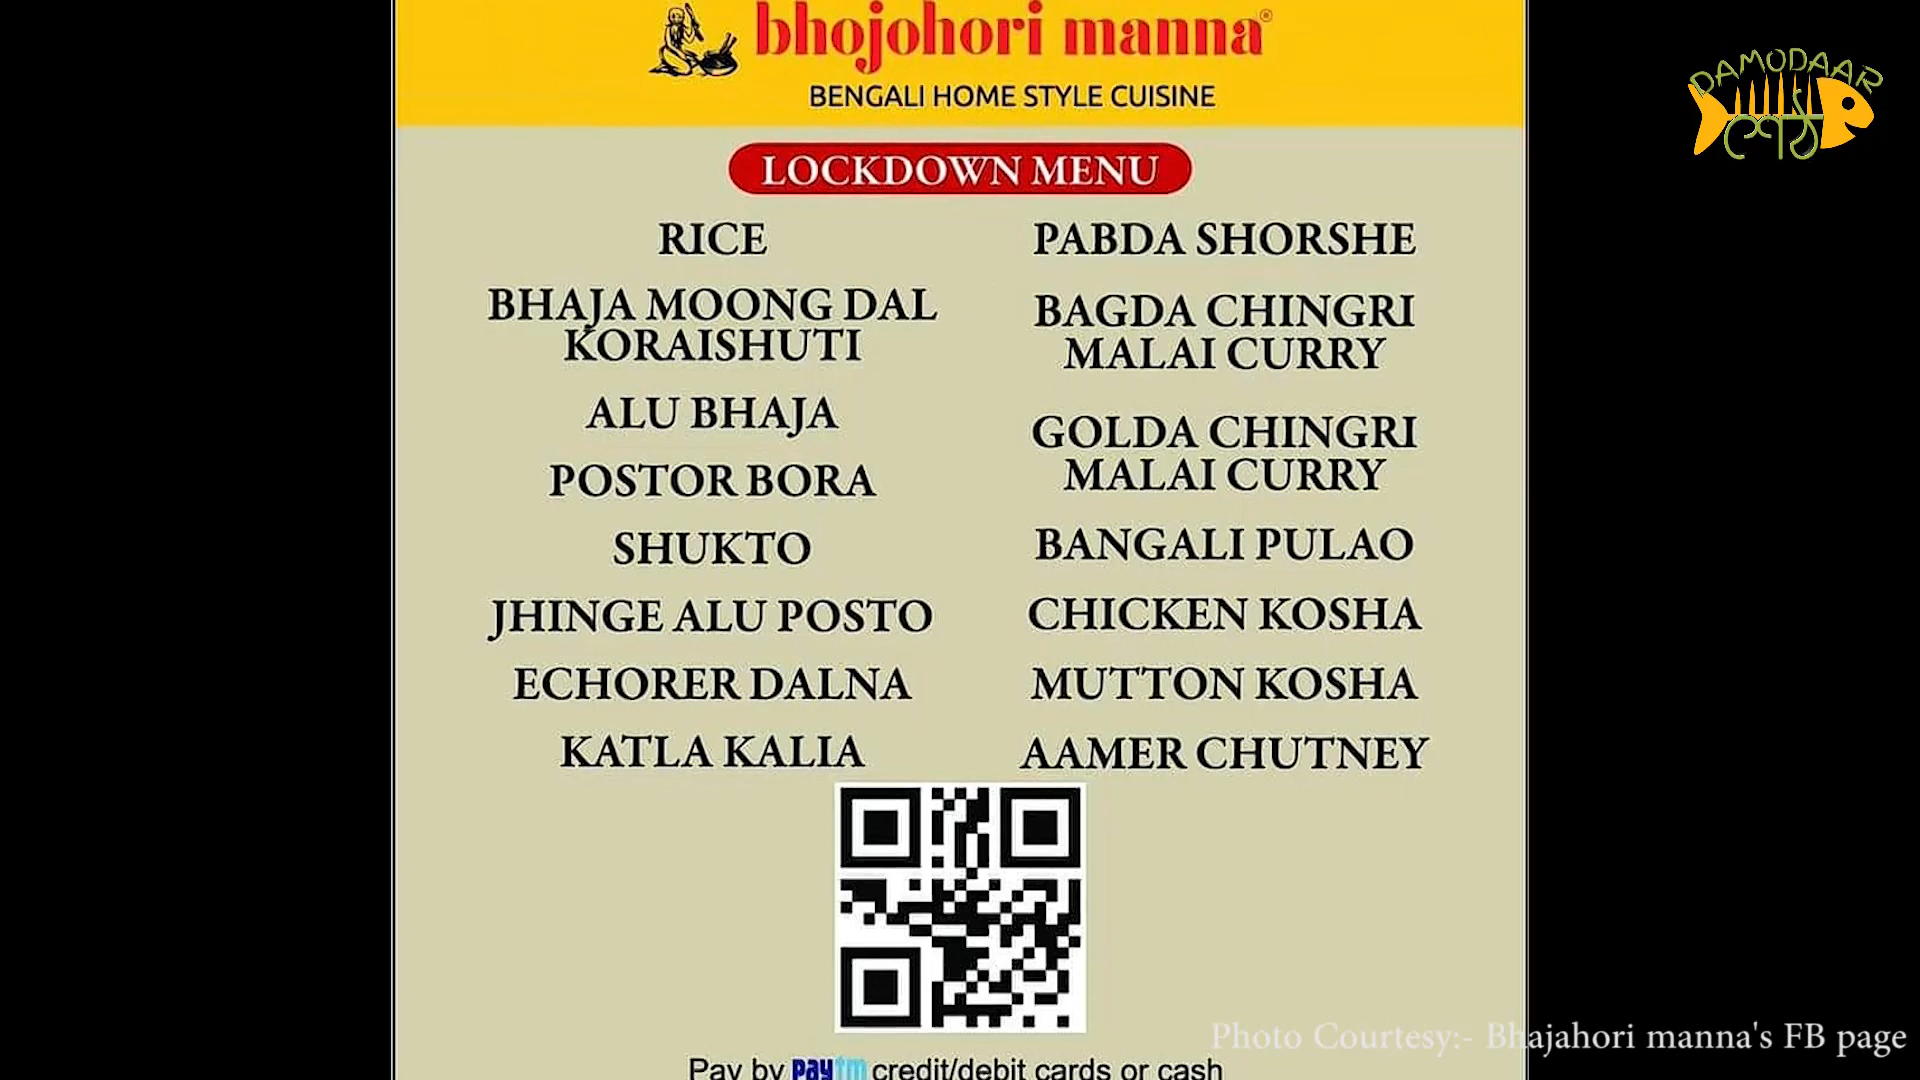 bhojohori manna®
BENGALI HOME STYLE CUISINE
DAMODAAR
LOCKDOWN MENU
RICE
BHAJA MOONG DAL
KORAISHUTI
ALU BHAJA
POSTOR BORA
SHUKTO
JHINGE ALU POSTO
ECHORER DALNA
KATLA KALIA
PABDA SHORSHE
BAGDA CHINGRI
MALAI CURRY
GOLDA CHINGRI
MALAI CURRY
BANGALI PULAO
CHICKEN KOSHA
MUTTON KOSHA
AAMER CHUTNEY
Photo Courtesy:- Bhajahori manna's FB page
Pay by paytm credit/debit cards or cash